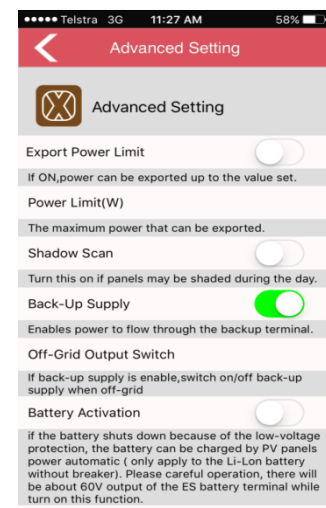 ●●●●● Telstra 3G 11:27 AM 58%
Advanced Setting
Advanced Setting
Export Power Limit
If ON,power can be exported up to the value set.
Power Limit(W)
The maximum power that can be exported.
Shadow Scan
Turn this on if panels may be shaded during the day.
Back-Up Supply
Enables power to flow through the backup terminal.
Off-Grid Output Switch
If back-up supply is enable,switch on/off back-up
supply when off-grid
Battery Activation
if the battery shuts down because of the low-voltage
protection, the battery can be charged by PV panels
power automatic ( only apply to the Li-Lon battery
without breaker). Please careful operation, there will
be about 60V output of the ES battery terminal while
turn on this function.